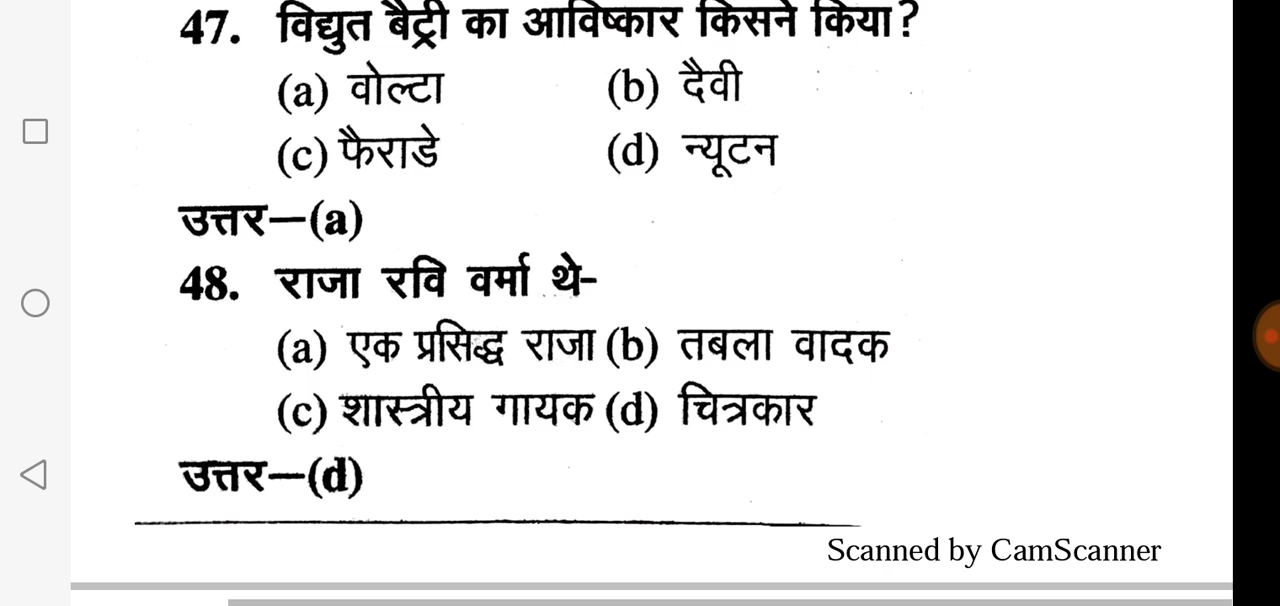 47. विद्युत बैट्री का आविष्कार किसने किया?
(a) वोल्टा (b) दैवी
(c) फैराडे (d) न्यूटन
उत्तर—(a)
48. राजा रवि वर्मा थे-
(a) एक प्रसिद्ध राजा (b) तबला वादक
(c) शास्त्रीय गायक (d) चित्रकार
उत्तर—(d)
Scanned by CamScanner